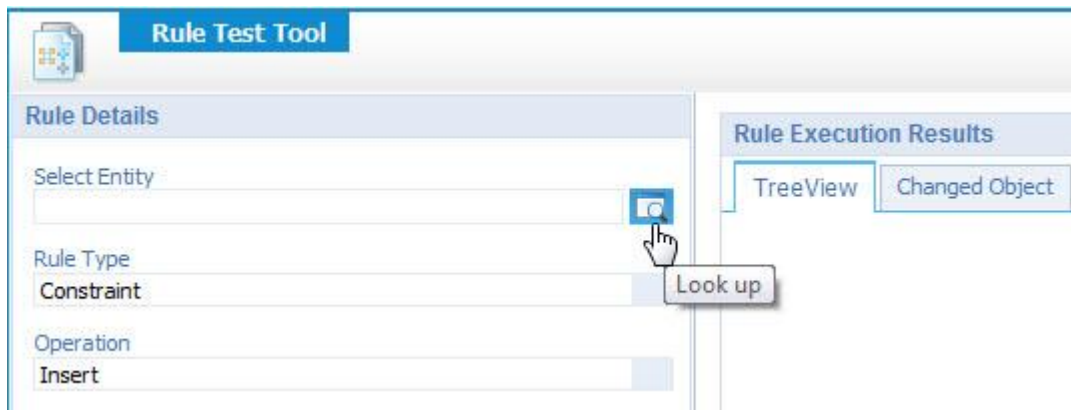 Rule Test Tool
Rule Details
Select Entity
Rule Type
Constraint
Look up
Operation
Insert
Rule Execution Results
TreeView
Changed Object